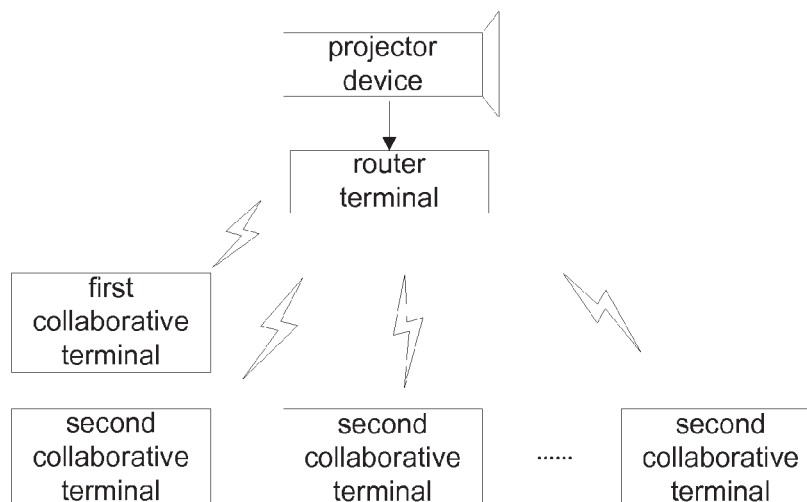 projector
device
router
terminal
first
collaborative
terminal
second
collaborative
terminal
second
collaborative
terminal
......
second
collaborative
terminal